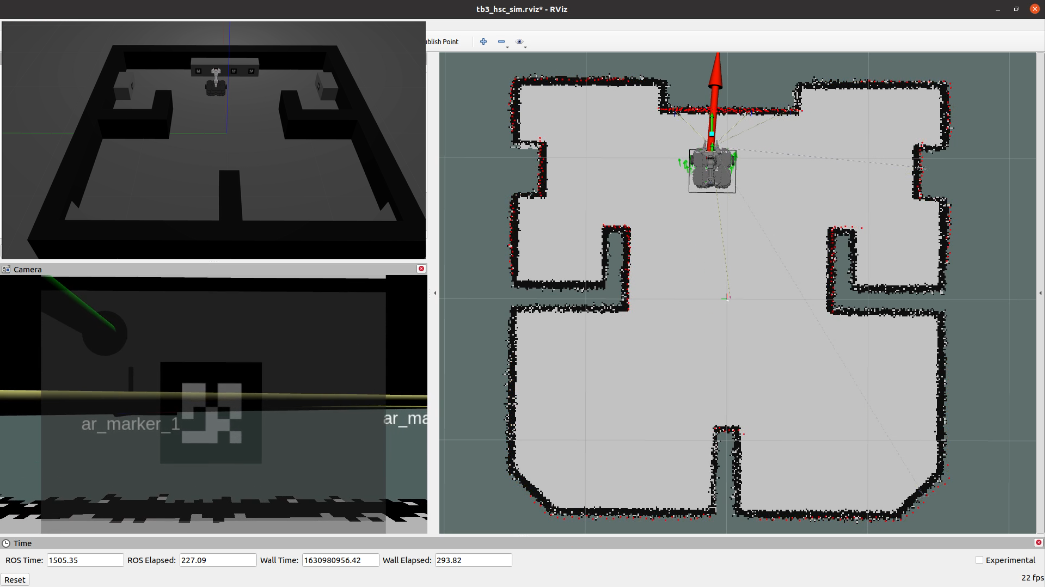 tb3_hsc_sim.rviz* - RViz
ublish Point
Camera
ar_marker_1
ar_ma
Time
ROS Time: 1505.35 ROS Elapsed: 227.09 Wall Time: 1630980956.42 Wall Elapsed: 293.82 Experimental
Reset 22 fps